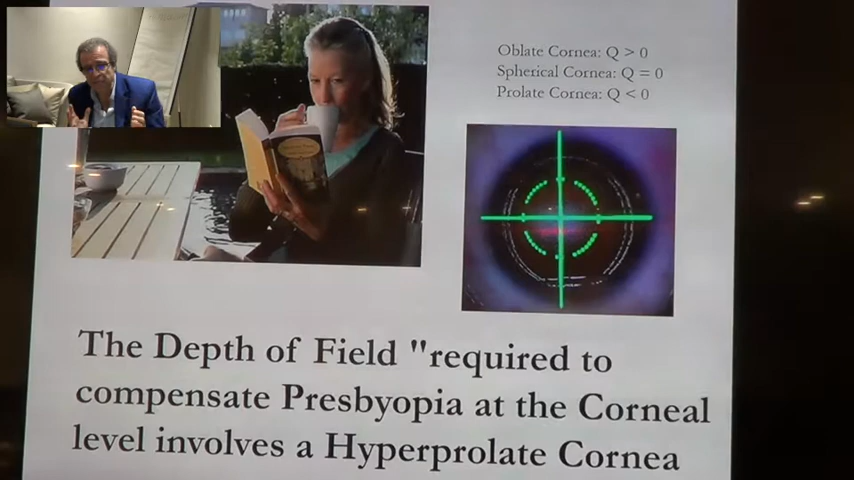 Oblate Cornea: Q > 0
Spherical Cornea: Q = 0
Prolate Cornea: Q < 0
The Depth of Field "required to
compensate Presbyopia at the Corneal
level involves a Hyperprolate Cornea